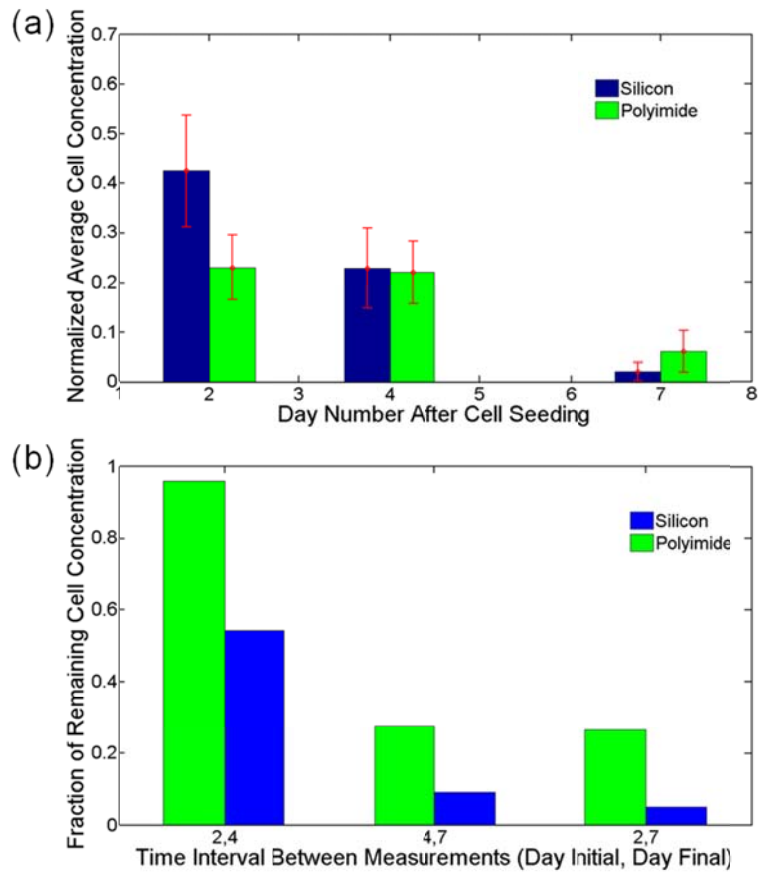 (a)
Normalized Average Cell Concentration
0.7
0.6
0.5
0.4
0.3
0.2
0.1
0
Silicon
Polyimide
1 2 3 4 5 6 7 8
Day Number After Cell Seeding
(b)
Fraction of Remaining Cell Concentration
1
0.8
0.6
0.4
0.2
0
Silicon
Polyimide
2,4 4,7 2,7
Time Interval Between Measurements (Day Initial, Day Final)